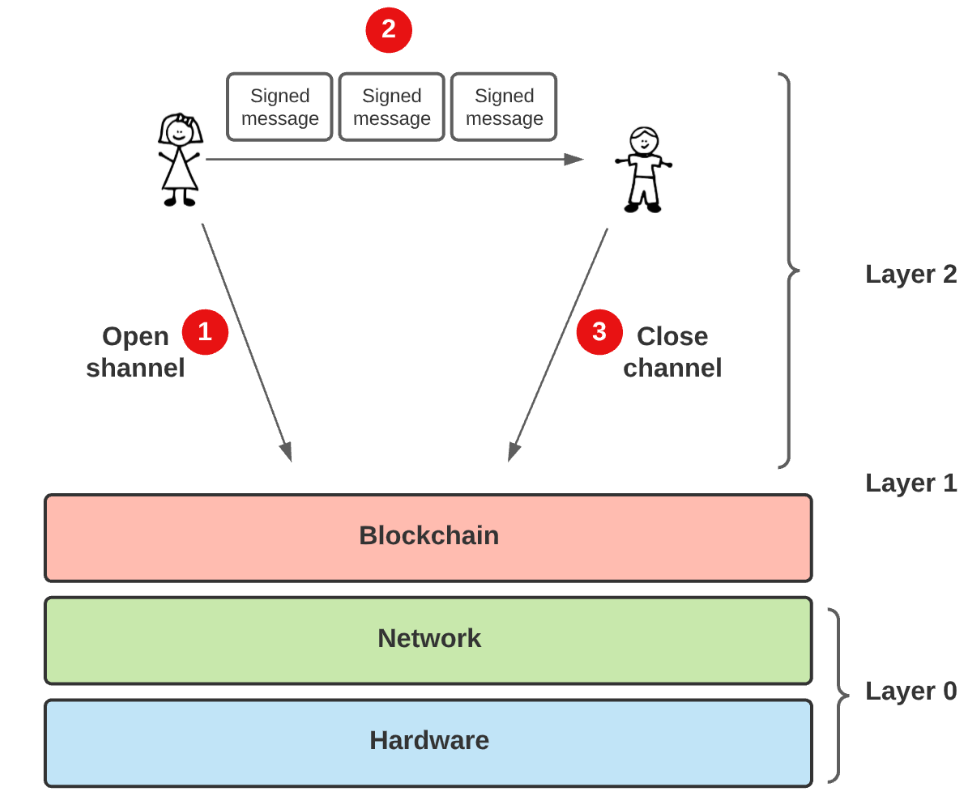 2
Signed
message
Signed
message
Signed
message
Layer 2
Open
shannel
1
3
Close
channel
Layer 1
Blockchain
Network
Layer 0
Hardware